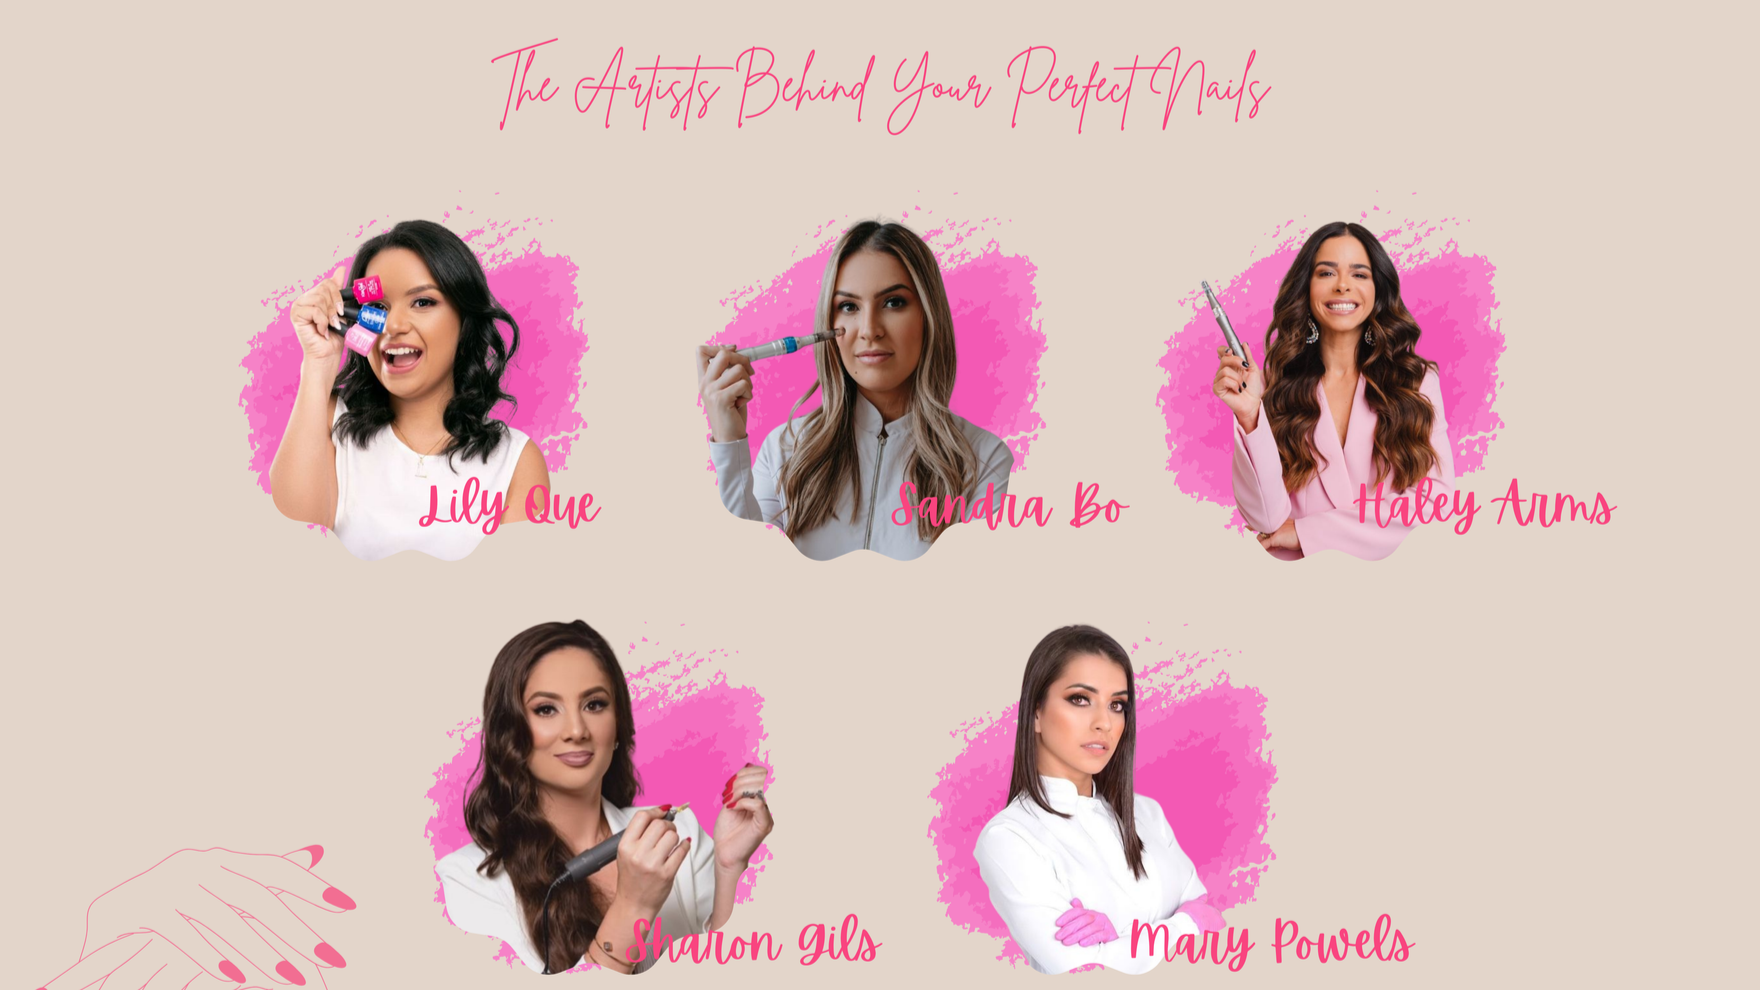 The Artists Behind Your Perfect Nails
Lily Que
Sandra Bo
Haley Arms
Sharon Gils
Mary Powels